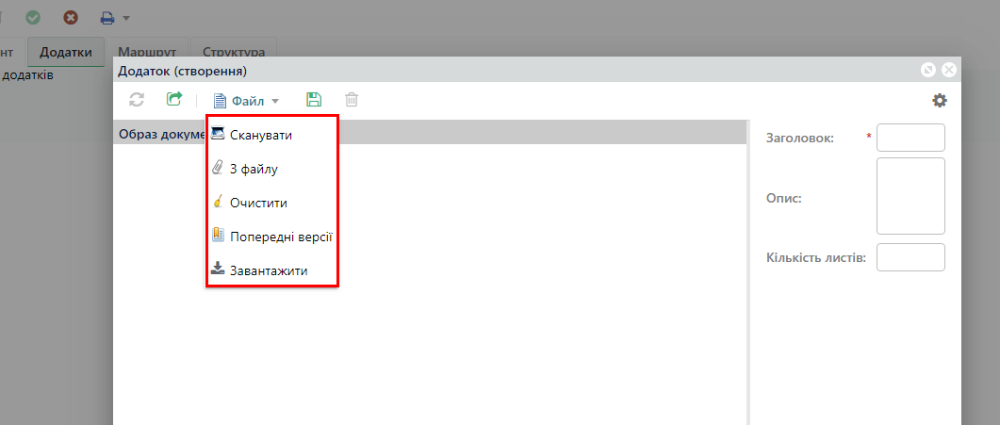 нт
Додатки
Маршрут
Структура
додатків
Додаток (створення)
Файл
Образ докуме
Сканувати
З файлу
Очистити
Попередні версії
Завантажити
Заголовок: *
Опис:
Кількість листів: